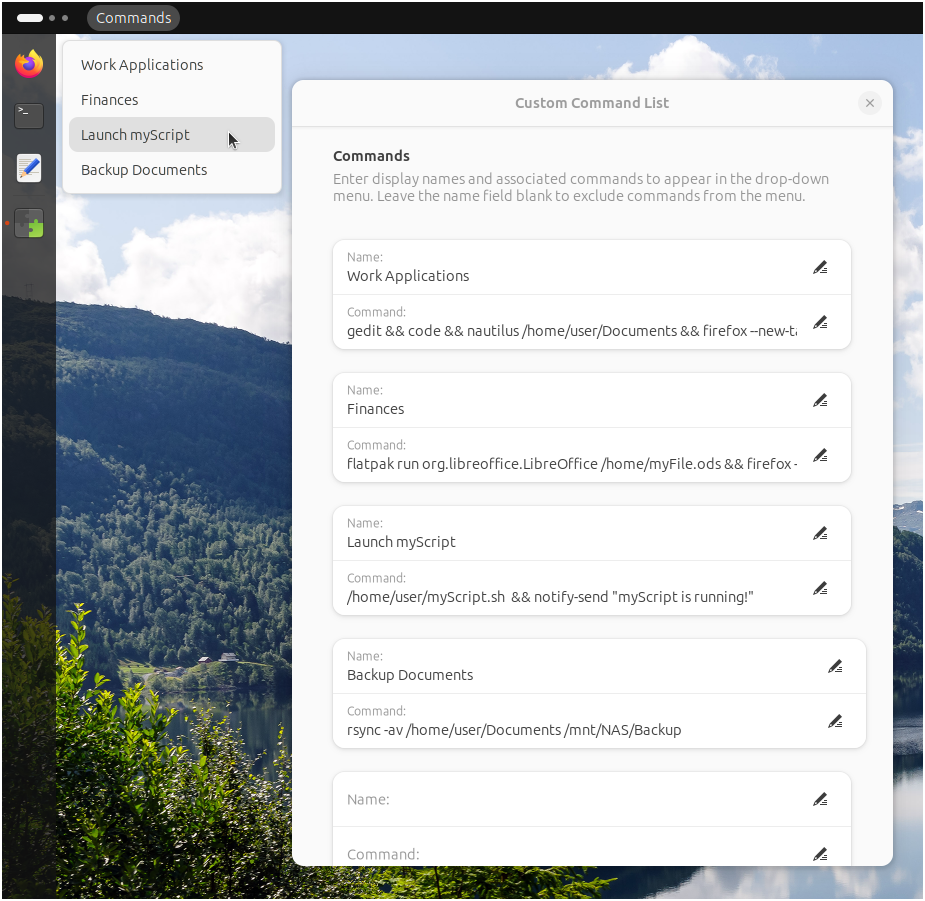 Commands
Work Applications
Finances
Launch myScript
Backup Documents
Custom Command List
Commands
Enter display names and associated commands to appear in the drop-down
menu. Leave the name field blank to exclude commands from the menu.
Name:
Work Applications
Command:
gedit && code && nautilus /home/user/Documents && firefox --new-ta
Name:
Finances
Command:
flatpak run org.libreoffice.LibreOffice /home/myFile.ods && firefox -
Name:
Launch myScript
Command:
/home/user/myScript.sh  && notify-send "myScript is running!"
Name:
Backup Documents
Command:
rsync -av /home/user/Documents /mnt/NAS/Backup
Name:
Command: